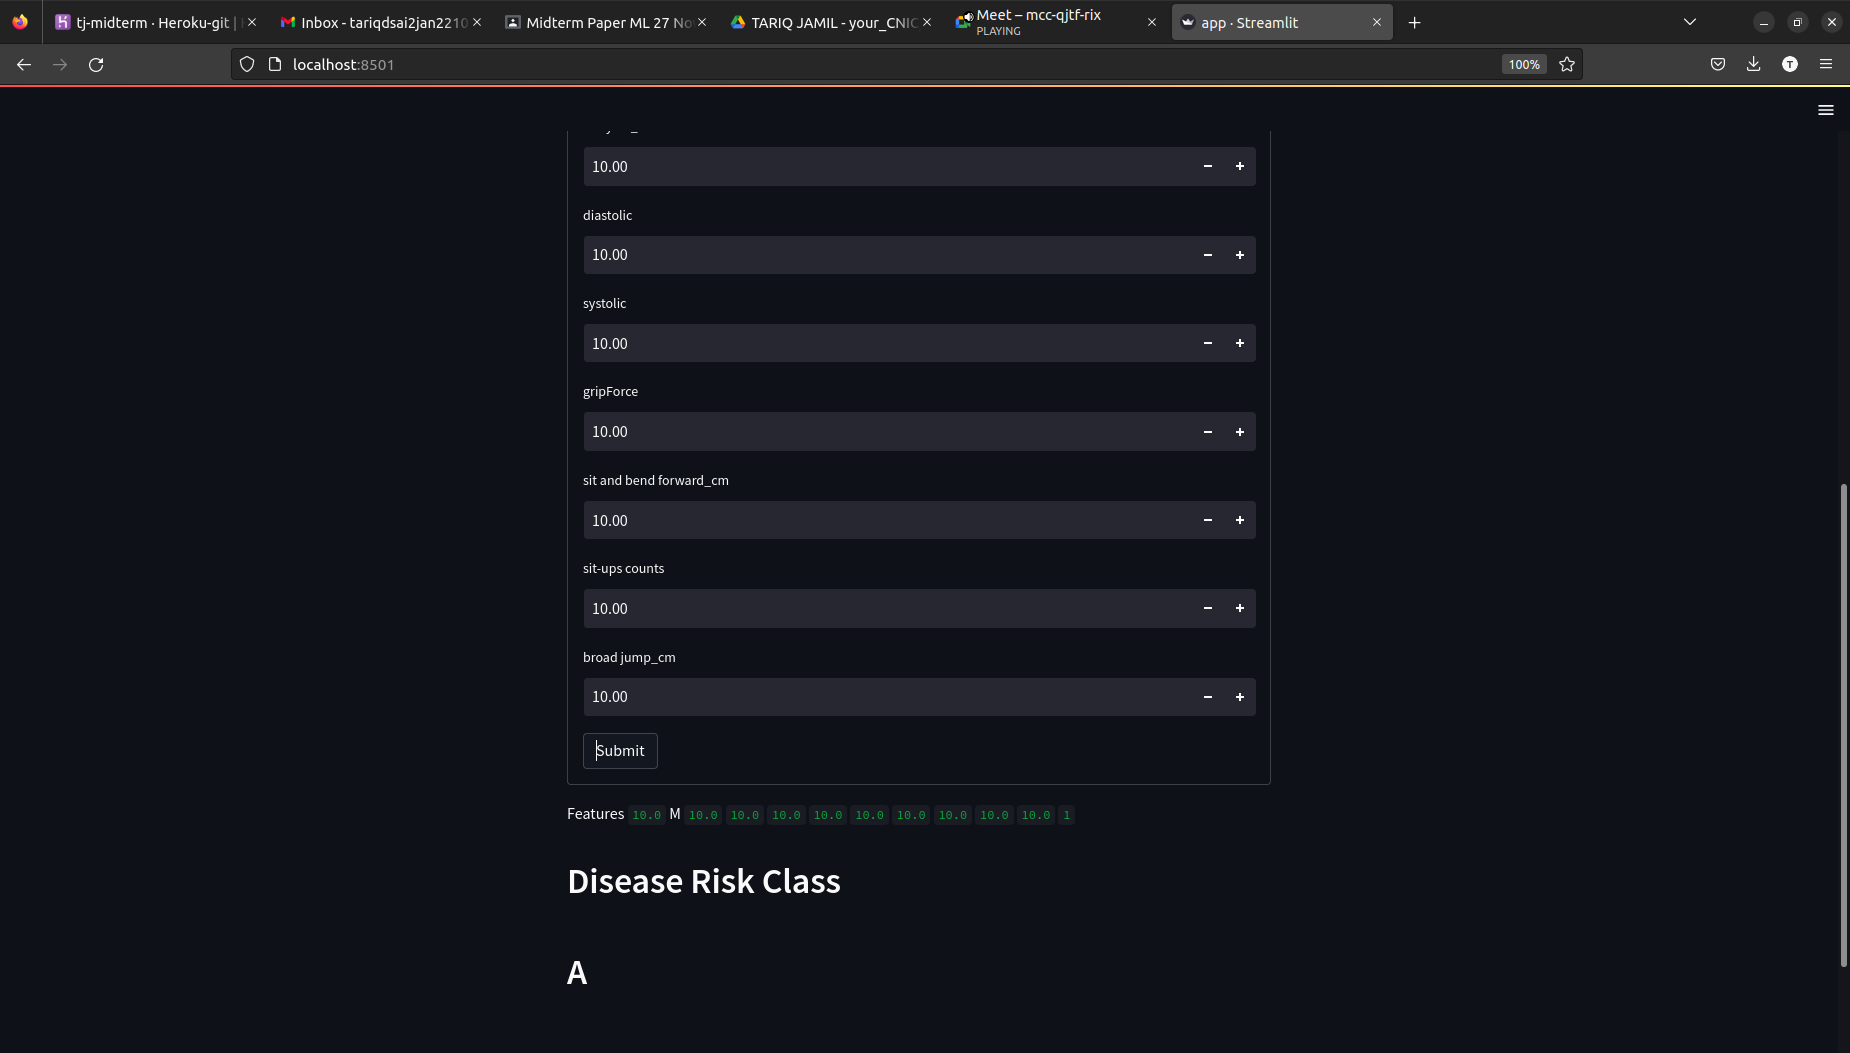 tj-midterm · Heroku-git |
Inbox - tariqdsai2jan2210
Midterm Paper ML 27 No
TARIQ JAMIL - your_CNIC
Meet – mcc-qjtf-rix
PLAYING
app · Streamlit
localhost:8501
100%
T
10.00
diastolic
10.00
systolic
10.00
gripForce
10.00
sit and bend forward_cm
10.00
sit-ups counts
10.00
broad jump_cm
10.00
Submit
Features 10.0 M 10.0 10.0 10.0 10.0 10.0 10.0 10.0 10.0 10.0 1
Disease Risk Class
A